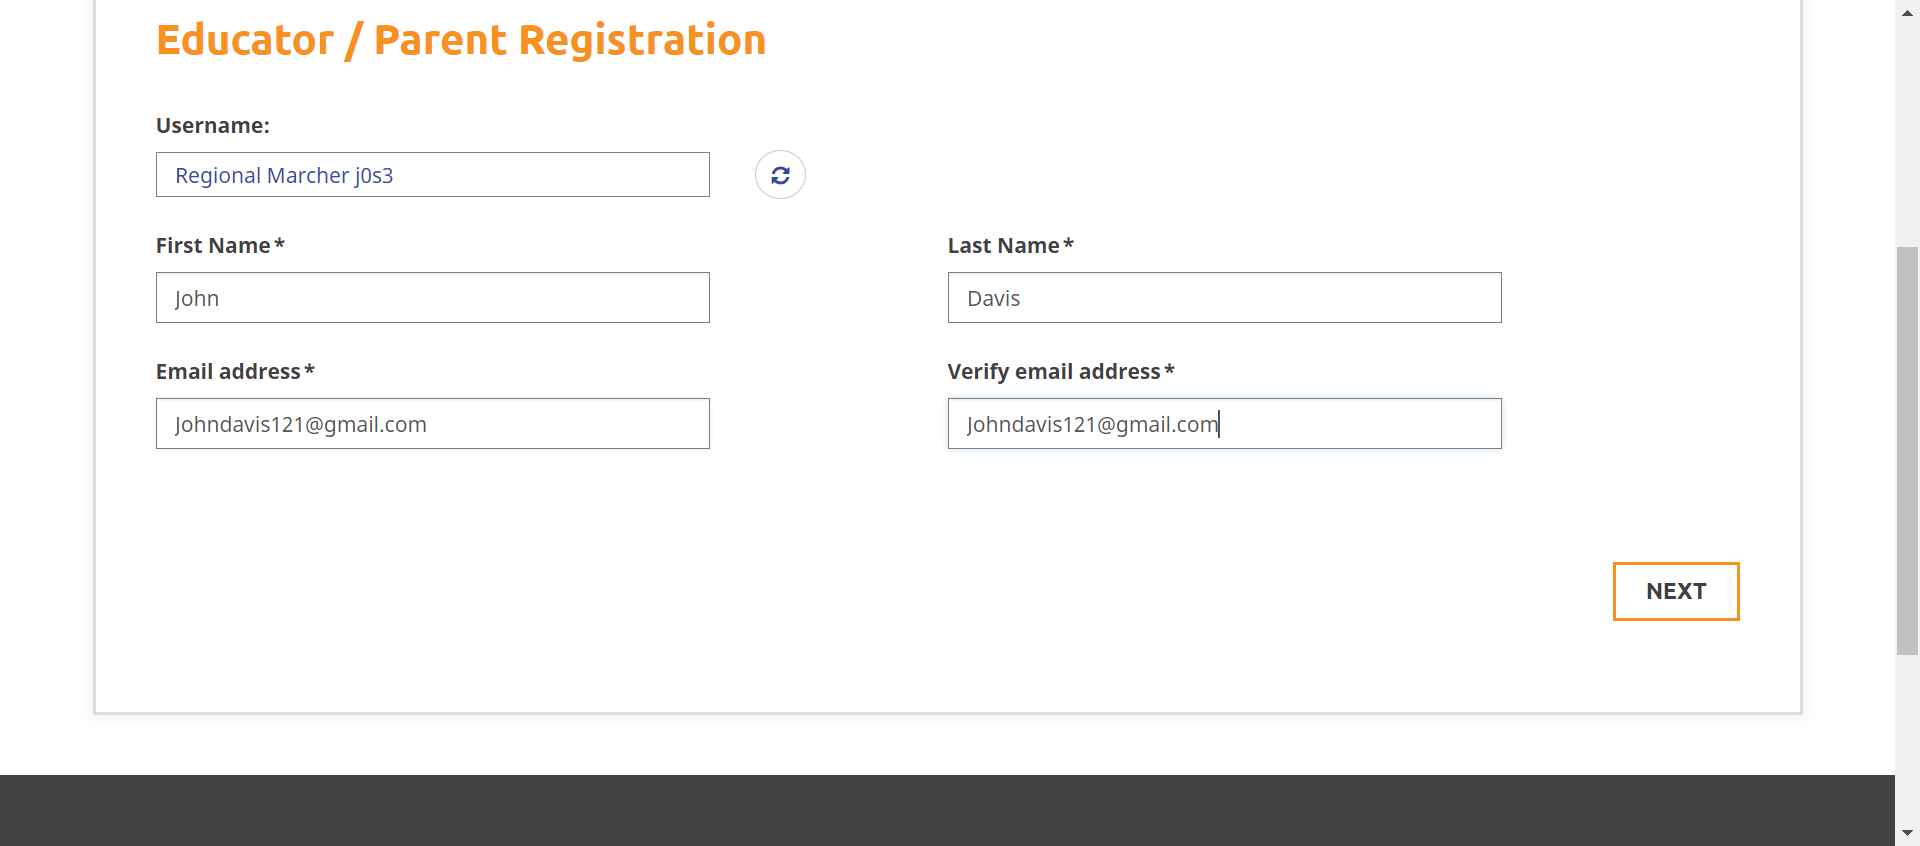 Educator / Parent Registration
Username:
Regional Marcher j0s3
First Name*
Last Name*
John
Davis
Email address*
Verify email address*
Johndavis121@gmail.com
Johndavis121@gmail.com
NEXT